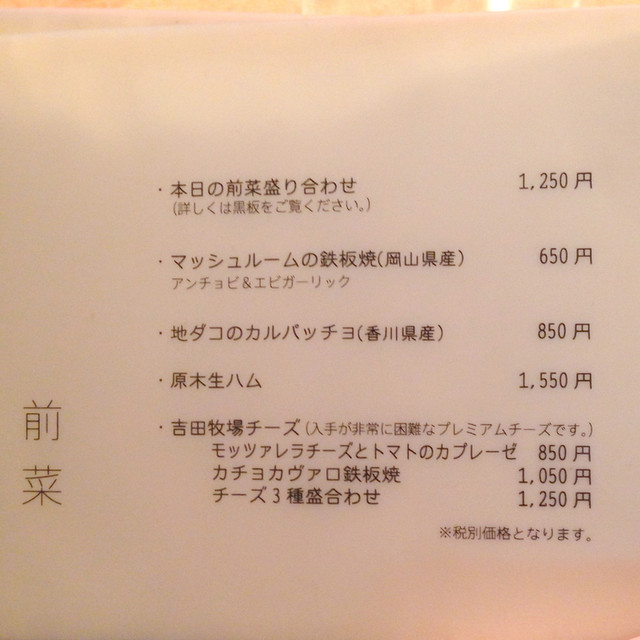 前菜
・本日の前菜盛り合わせ 1,250 円
(詳しくは黒板をご覧ください。)
・マッシュルームの鉄板焼(岡山県産) 650 円
アンチョビ&エビガーリック
・地ダコのカルパッチョ(香川県産) 850 円
・原木生ハム 1,550 円
・吉田牧場チーズ(入手が非常に困難なプレミアムチーズです。)
モッツァレラチーズとトマトのカプレーゼ 850 円
カチョカヴァロ鉄板焼 1,050 円
チーズ3種盛合わせ 1,250 円
※税別価格となります。